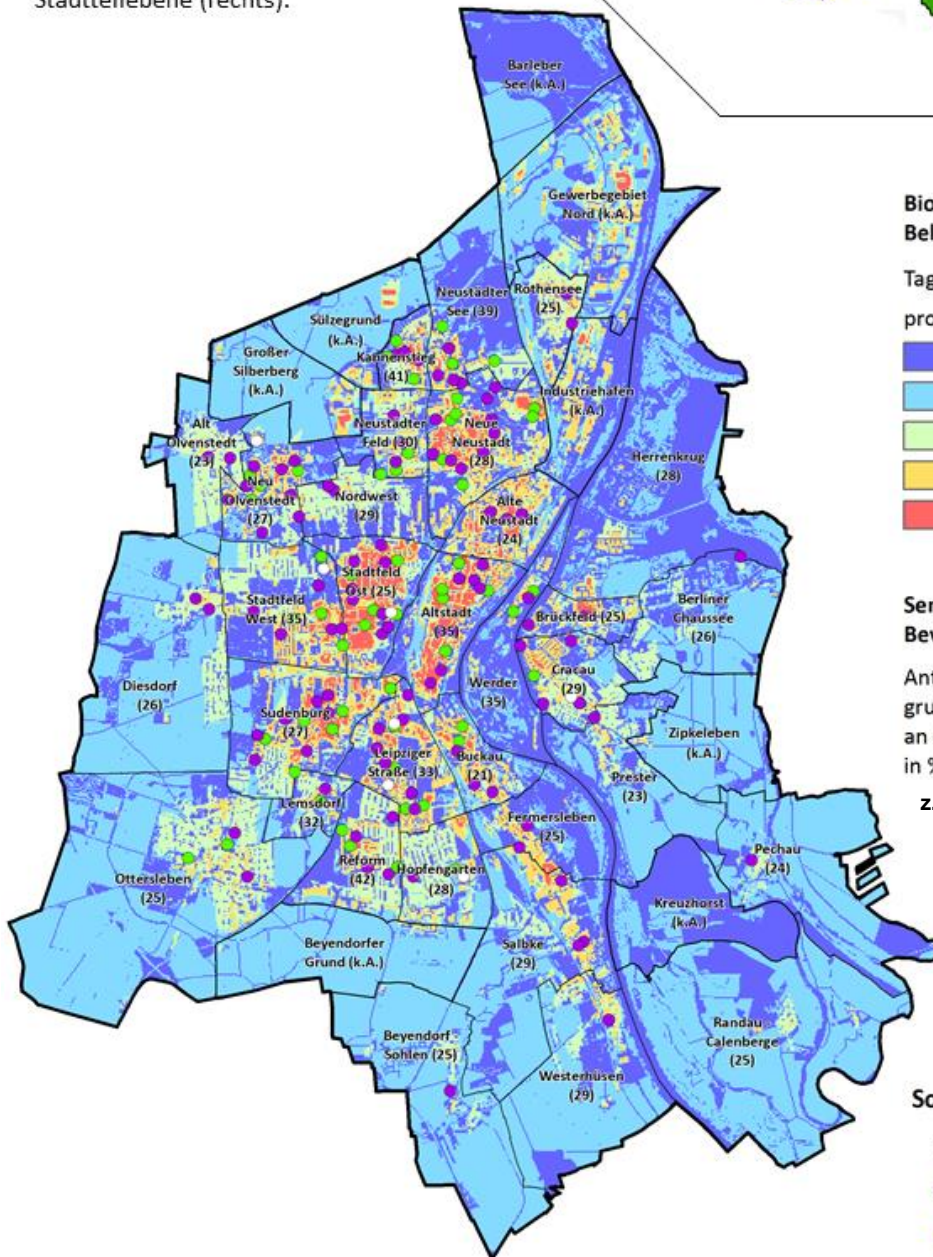 Stadtteilebene (rechts).
Barleber
See (k.A.)
Gewerbegebiet
Nord (k.A.)
Neustädter
See (39)
Rothensee
(25)
Sülzegrund
(k.A.)
Kannenstieg
(41)
Großer
Silberberg
(k.A.)
Industriehafen
(k.A.)
Alt
Olvenstedt
(23)
Neustädter
Feld (30)
Neue
Neustadt
(28)
Herrenkrug
(28)
Neu
Olvenstedt
(27)
Nordwest
(29)
Alte
Neustadt
(24)
Stadtfeld
Ost (25)
Stadtfeld
West (35)
Altstadt
(35)
Brückfeld (25)
Berliner
Chaussee
(26)
Diesdorf
(26)
Werder
(35)
Cracau
(29)
Sudenburg
(27)
Zipkeleben
(k.A.)
Leipziger
Straße (33)
Buckau
(21)
Prester
(23)
Lemsdorf
(32)
Fermersleben
(25)
Pechau
(24)
Ottersleben
(25)
Reform
(42)
Hopfengarten
(28)
Kreuzhorst
(k.A.)
Beyendorfer
Grund (k.A.)
Salbke
(29)
Beyendorf
Sohlen (25)
Randau
Calenberge
(25)
Westerhüsen
(29)
Bio
Bel
Tag
pro
Sen
Bev
Ant
gru
an
in %
z.
So